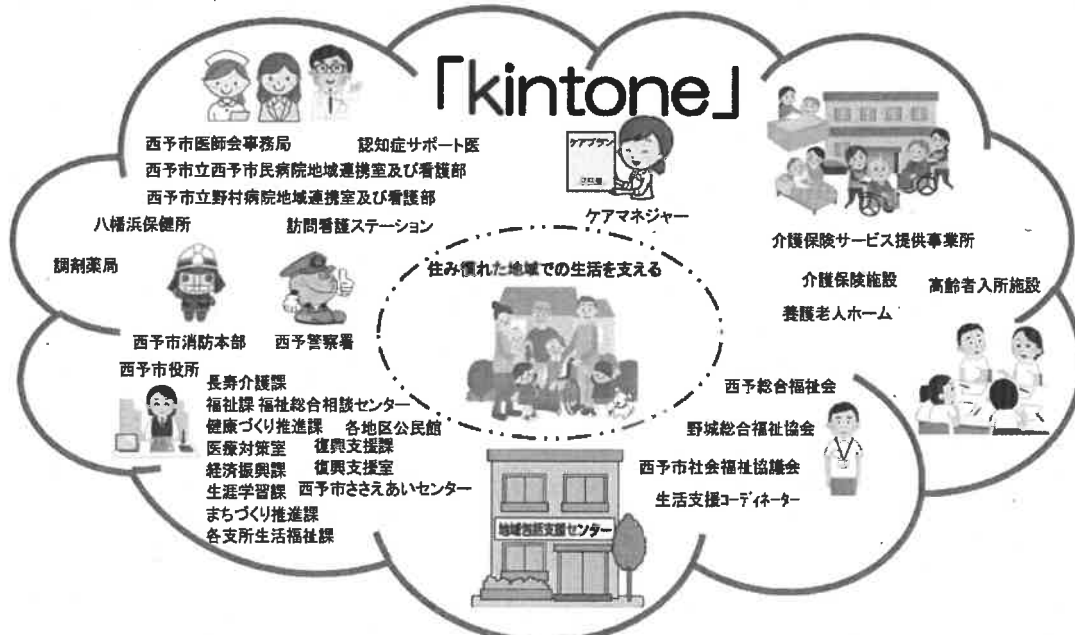 「kintone」
西予市医師会事務局
認知症サポート医
西予市立西予市民病院地域連携室及び看護部
西予市立野村病院地域連携室及び看護部
八幡浜保健所
訪問看護ステーション
調剤薬局
西予市消防本部
西予警察署
ケアプラン
ケアマネジャー
介護保険サービス提供事業所
介護保険施設
高齢者入所施設
養護老人ホーム
住み慣れた地域での生活を支える
西予市役所
長寿介護課
福祉課 福祉総合相談センター
健康づくり推進課 各地区公民館
医療対策室 復興支援課
経済振興課 復興支援室
生涯学習課 西予市ささえあいセンター
まちづくり推進課
各支所生活福祉課
地域包括支援センター
西予総合福祉会
野城総合福祉協会
西予市社会福祉協議会
生活支援コーディネーター